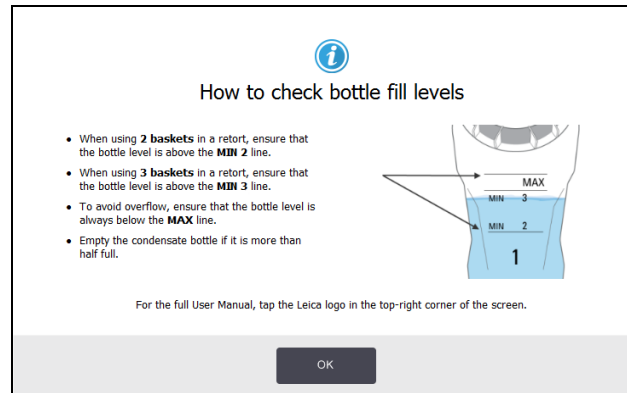 How to check bottle fill levels
• When using 2 baskets in a retort, ensure that
the bottle level is above the MIN 2 line.
• When using 3 baskets in a retort, ensure that
the bottle level is above the MIN 3 line.
• To avoid overflow, ensure that the bottle level is
always below the MAX line.
• Empty the condensate bottle if it is more than
half full.
MAX
MIN 3
MIN 2
1
For the full User Manual, tap the Leica logo in the top-right corner of the screen.
OK